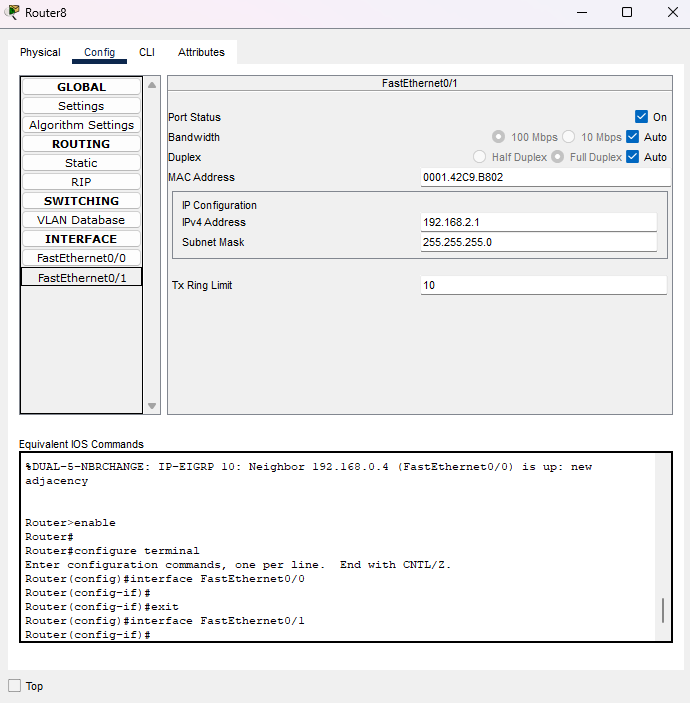 Router8
Physical Config CLI Attributes
GLOBAL
Settings
Algorithm Settings
ROUTING
Static
RIP
SWITCHING
VLAN Database
INTERFACE
FastEthernet0/0
FastEthernet0/1
FastEthernet0/1
Port Status On
Bandwidth 100 Mbps 10 Mbps Auto
Duplex Half Duplex Full Duplex Auto
MAC Address 0001.42C9.B802
IP Configuration
IPv4 Address 192.168.2.1
Subnet Mask 255.255.255.0
Tx Ring Limit 10
Equivalent IOS Commands
%DUAL-5-NBRCHANGE: IP-EIGRP 10: Neighbor 192.168.0.4 (FastEthernet0/0) is up: new
adjacency
Router>enable
Router#
Router#configure terminal
Enter configuration commands, one per line.  End with CNTL/Z.
Router(config)#interface FastEthernet0/0
Router(config-if)#
Router(config-if)#exit
Router(config)#interface FastEthernet0/1
Router(config-if)#
Top